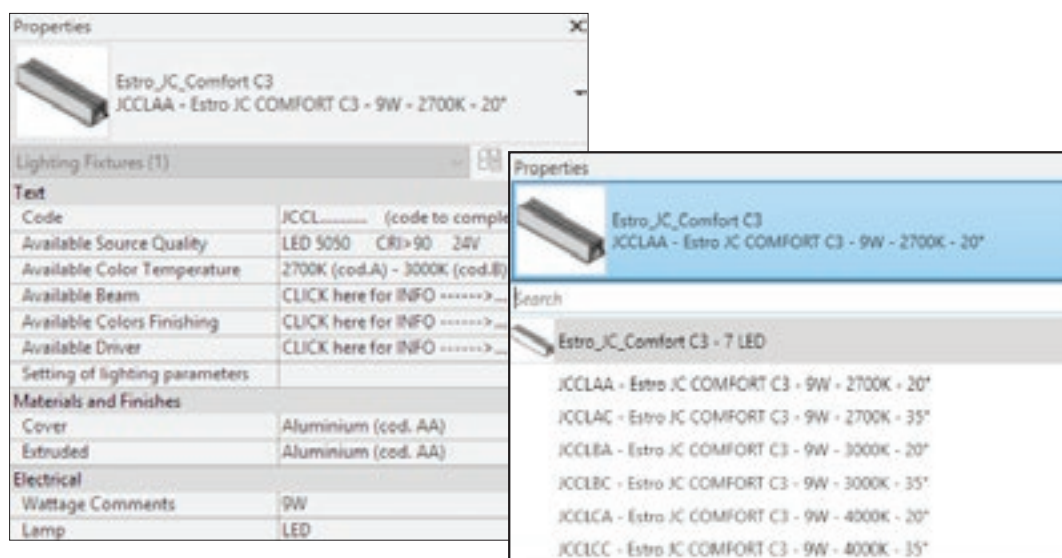 Properties
Estro_JC_Comfort C3
JCCLAA - Estro JC COMFORT C3 - 9W - 2700K - 20°
Lighting Fixtures (1)
Text
Code JCCL............ (code to comple
Available Source Quality LED 5050 CRI>90 24V
Available Color Temperature 2700K (cod.A) - 3000K (cod.B)
Available Beam CLICK here for INFO ------>...
Available Colors Finishing CLICK here for INFO ------>...
Available Driver CLICK here for INFO ------>...
Setting of lighting parameters
Materials and Finishes
Cover Aluminium (cod. AA)
Extruded Aluminium (cod. AA)
Electrical
Wattage Comments 9W
Lamp LED
Properties
Estro_JC_Comfort C3
JCCLAA - Estro JC COMFORT C3 - 9W - 2700K - 20°
Search
Estro_JC_Comfort C3 - 7 LED
JCCLAA - Estro JC COMFORT C3 - 9W - 2700K - 20°
JCCLAC - Estro JC COMFORT C3 - 9W - 2700K - 35°
JCCLBA - Estro JC COMFORT C3 - 9W - 3000K - 20°
JCCLBC - Estro JC COMFORT C3 - 9W - 3000K - 35°
JCCLCA - Estro JC COMFORT C3 - 9W - 4000K - 20°
JCCLCC - Estro JC COMFORT C3 - 9W - 4000K - 35°